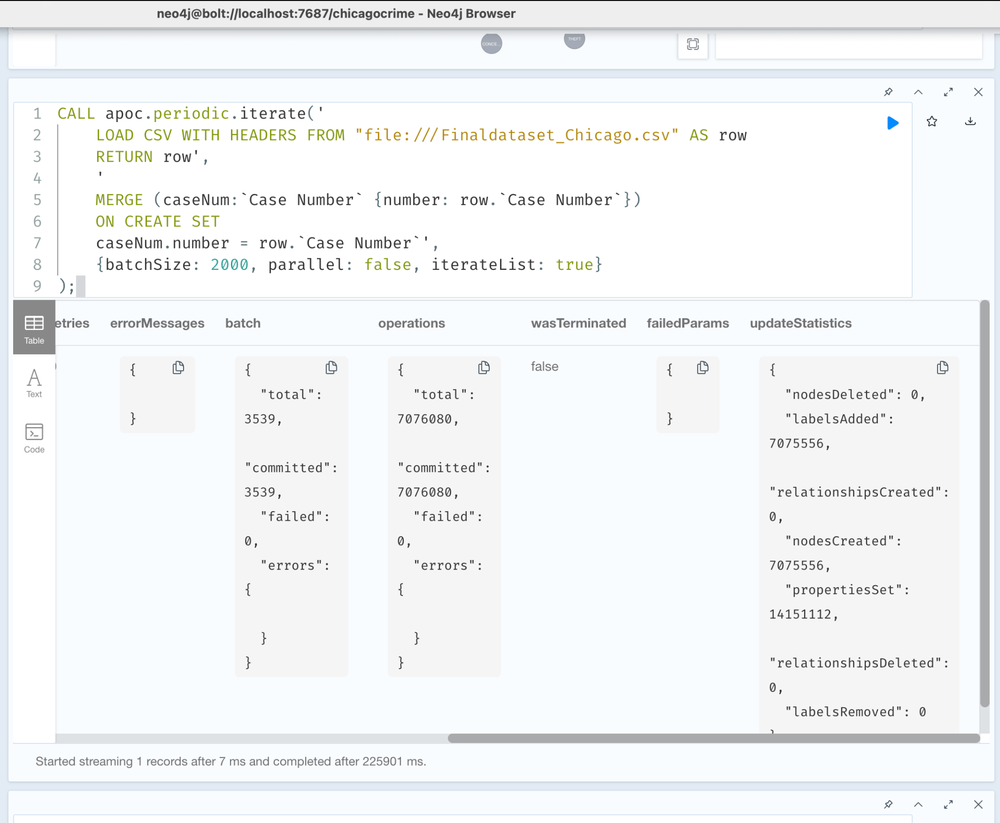 neo4j@bolt://localhost:7687/chicagocrime - Neo4j Browser
CONCE...
THEFT
1 CALL apoc.periodic.iterate('
2 LOAD CSV WITH HEADERS FROM "file:///Finaldataset_Chicago.csv" AS row
3 RETURN row',
4 '
5 MERGE (caseNum:`Case Number` {number: row.`Case Number`})
6 ON CREATE SET
7 caseNum.number = row.`Case Number`',
8 {batchSize: 2000, parallel: false, iterateList: true}
9 );
Table
Text
Code
etries errorMessages batch operations wasTerminated failedParams updateStatistics
{
}
{
"total":
3539,
"committed":
3539,
"failed":
0,
"errors":
{
}
}
{
"total":
7076080,
"committed":
7076080,
"failed":
0,
"errors":
{
}
}
false
{
}
{
"nodesDeleted": 0,
"labelsAdded":
7075556,
"relationshipsCreated":
0,
"nodesCreated":
7075556,
"propertiesSet":
14151112,
"relationshipsDeleted":
0,
"labelsRemoved": 0
}
Started streaming 1 records after 7 ms and completed after 225901 ms.